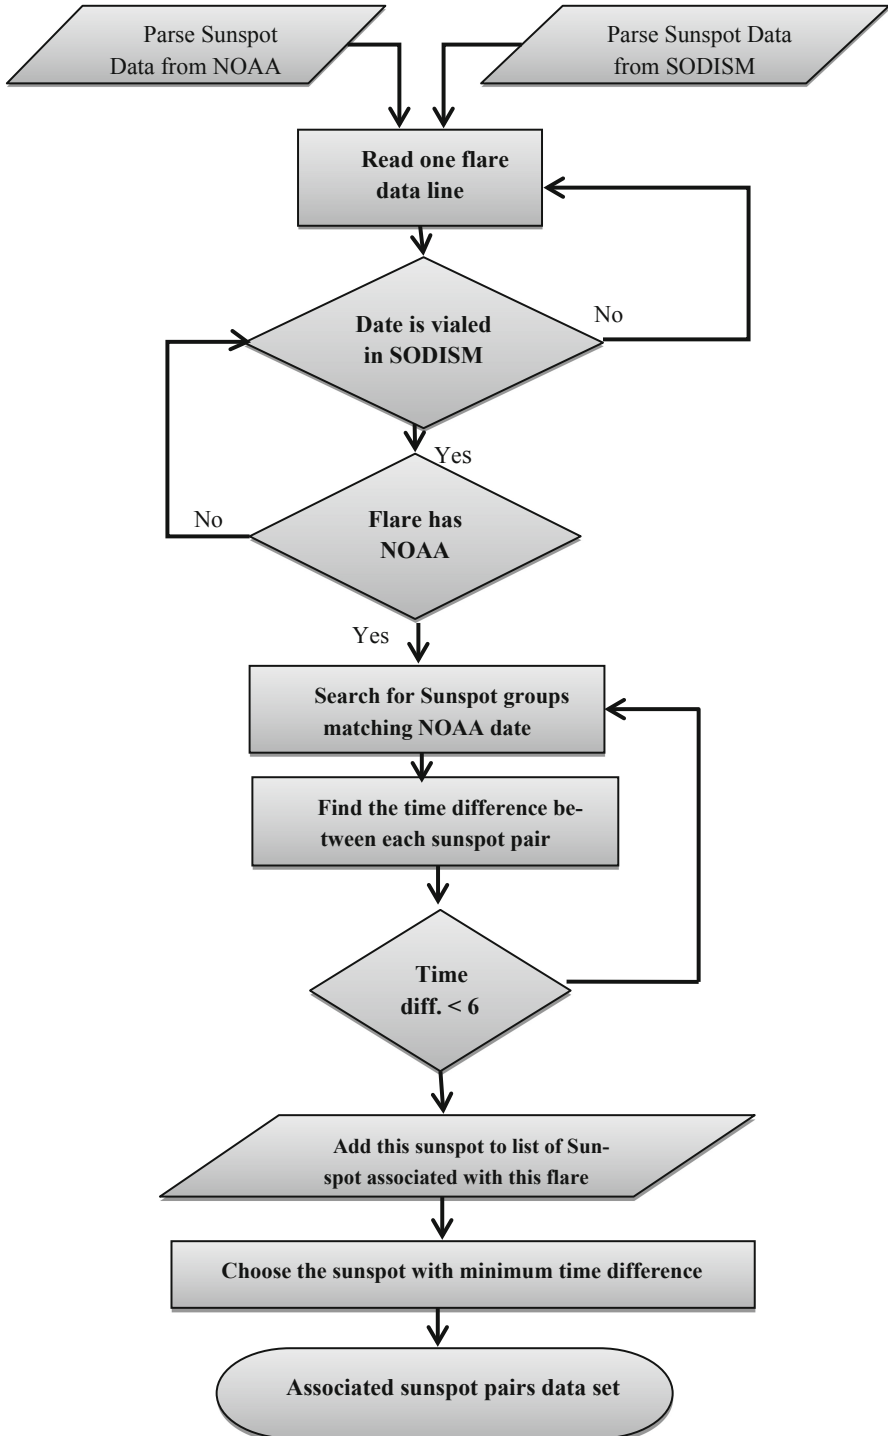 Parse Sunspot
Data from NOAA
Parse Sunspot Data
from SODISM
Read one flare
data line
Date is vialed
in SODISM
No
Yes
Flare has
NOAA
No
Yes
Search for Sunspot groups
matching NOAA date
Find the time difference be-
tween each sunspot pair
Time
diff. < 6
Add this sunspot to list of Sun-
spot associated with this flare
Choose the sunspot with minimum time difference
Associated sunspot pairs data set